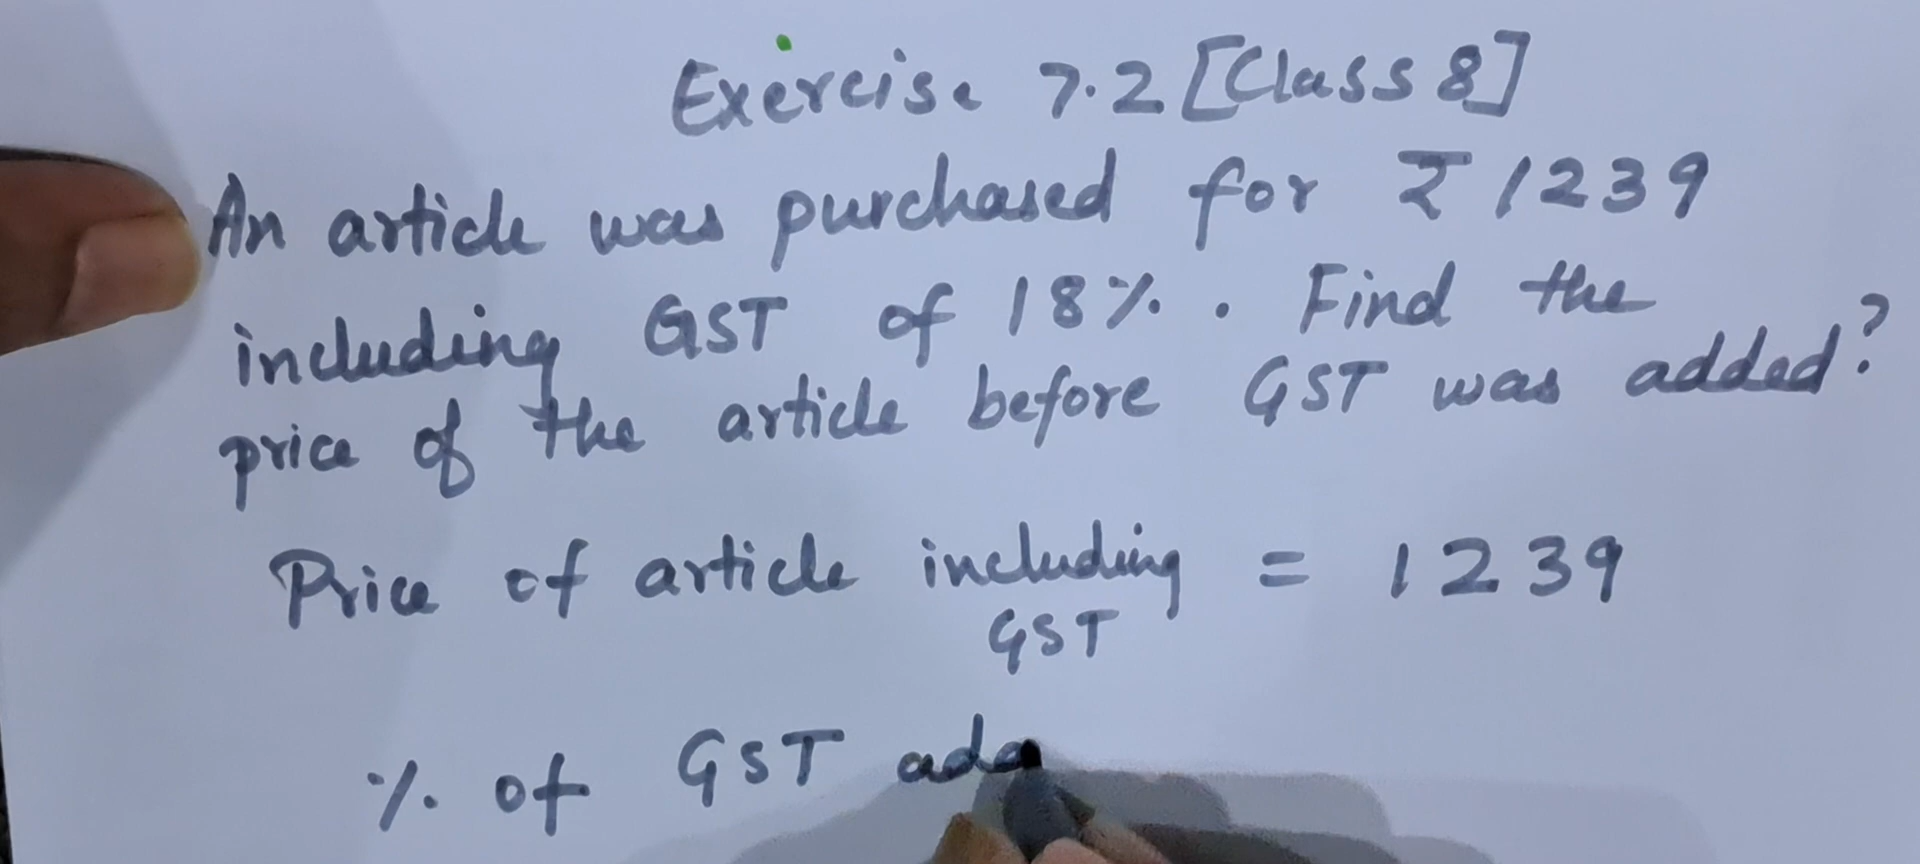 Exercise 7.2 [Class 8]
An article was purchased for ₹ 1239
including GST of 18%. Find the
price of the article before GST was added?
Price of article including = 1239
GST
% of GST add